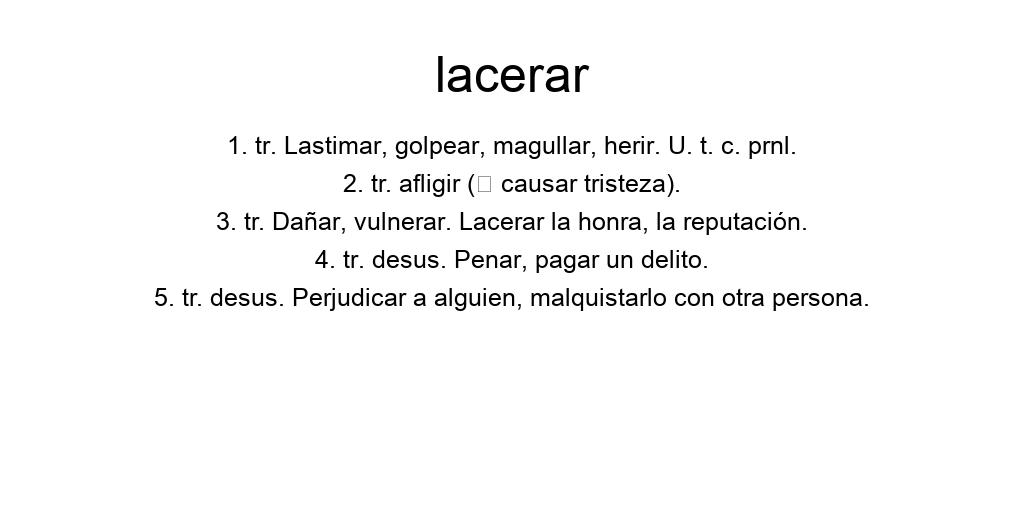 lacerar
1. tr. Lastimar, golpear, magullar, herir. U. t. c. prnl.
2. tr. afligir (□ causar tristeza).
3. tr. Dañar, vulnerar. Lacerar la honra, la reputación.
4. tr. desus. Penar, pagar un delito.
5. tr. desus. Perjudicar a alguien, malquistarlo con otra persona.